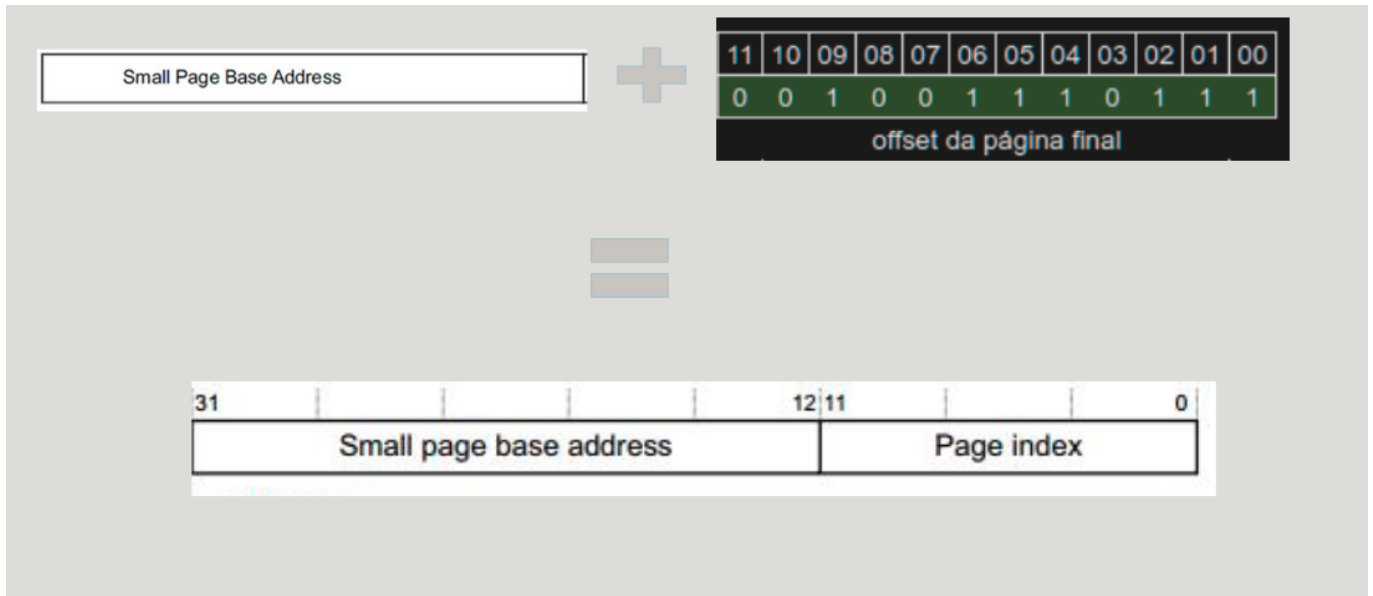 Small Page Base Address
11 10 09 08 07 06 05 04 03 02 01 00
0 0 1 0 0 1 1 1 0 1 1 1
offset da página final
31 12 11 0
Small page base address Page index